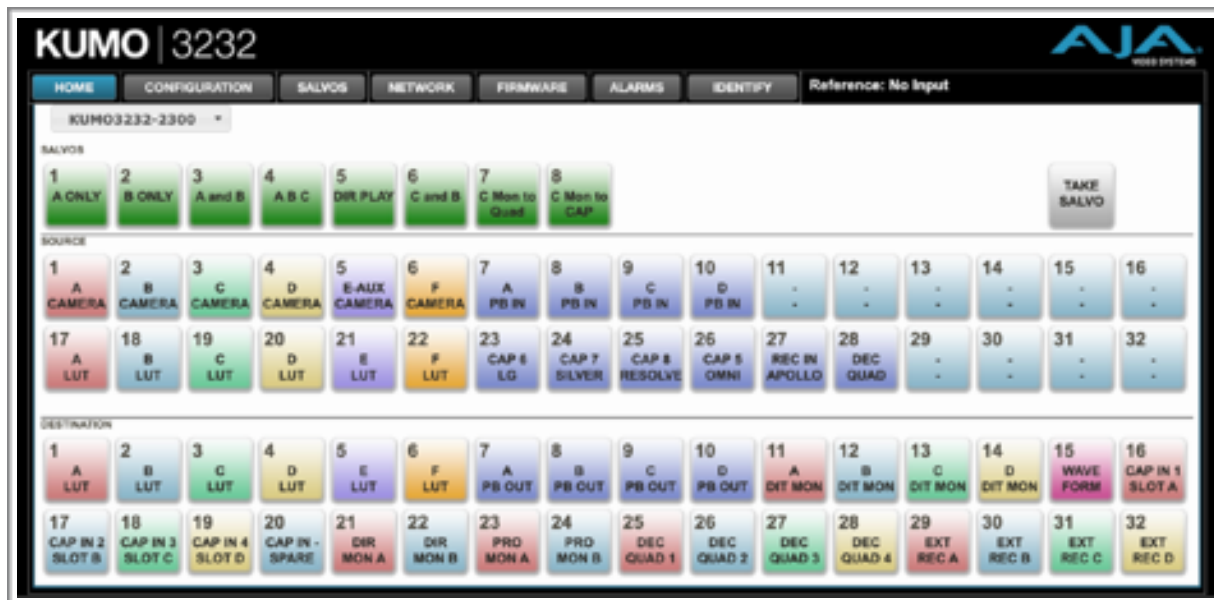 KUMO | 3232
AJA
VIDEO SYSTEMS
HOME CONFIGURATION SALVOS NETWORK FIRMWARE ALARMS IDENTIFY Reference: No Input
KUMO3232-2300
SALVOS
1 2 3 4 5 6 7 8
A ONLY B ONLY A and B A B C DIR PLAY C and B C Mon to Quad C Mon to CAP
TAKE SALVO
SOURCE
1 2 3 4 5 6 7 8 9 10 11 12 13 14 15 16
A B C D E-AUX F A B C D - - - - - -
CAMERA CAMERA CAMERA CAMERA CAMERA CAMERA PB IN PB IN PB IN PB IN - - - - - -
17 18 19 20 21 22 23 24 25 26 27 28 29 30 31 32
A B C D E F CAP 6 CAP 7 CAP 8 CAP 5 REC IN DEC - - - -
LUT LUT LUT LUT LUT LUT LG SILVER RESOLVE OMNI APOLLO QUAD - - - -
DESTINATION
1 2 3 4 5 6 7 8 9 10 11 12 13 14 15 16
A B C D E F A B C D A B C D WAVE CAP IN 1
LUT LUT LUT LUT LUT LUT PB OUT PB OUT PB OUT PB OUT DIT MON DIT MON DIT MON DIT MON FORM SLOT A
17 18 19 20 21 22 23 24 25 26 27 28 29 30 31 32
CAP IN 2 CAP IN 3 CAP IN 4 CAP IN - DIR DIR PRO PRO DEC DEC DEC DEC EXT EXT EXT EXT
SLOT B SLOT C SLOT D SPARE MON A MON B MON A MON B QUAD 1 QUAD 2 QUAD 3 QUAD 4 REC A REC B REC C REC D